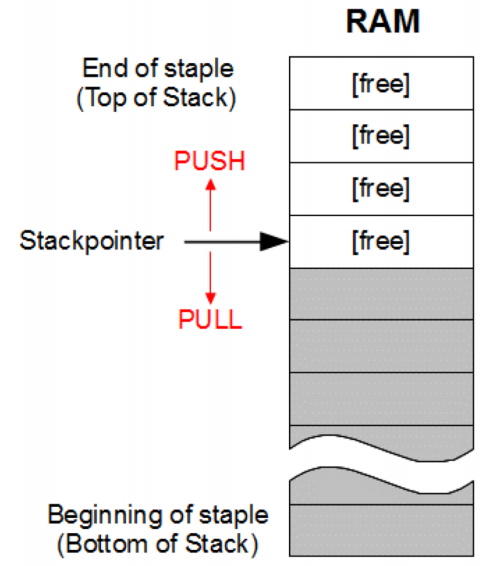 RAM
End of staple
(Top of Stack)
[free]
[free]
PUSH
[free]
Stackpointer
[free]
PULL
Beginning of staple
(Bottom of Stack)